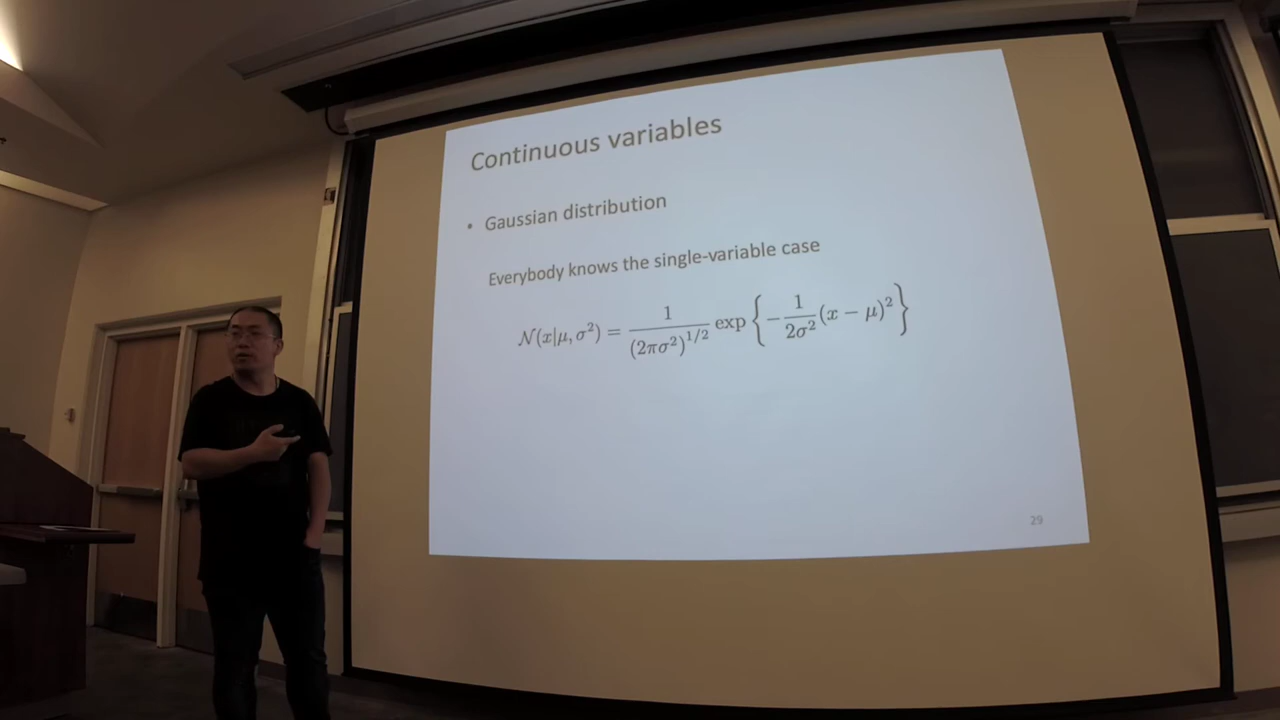 Continuous variables
• Gaussian distribution
Everybody knows the single-variable case
𝒩(x|μ, σ²) = 1/(2πσ²)^{1/2} exp{−1/(2σ²)(x − μ)²}
29